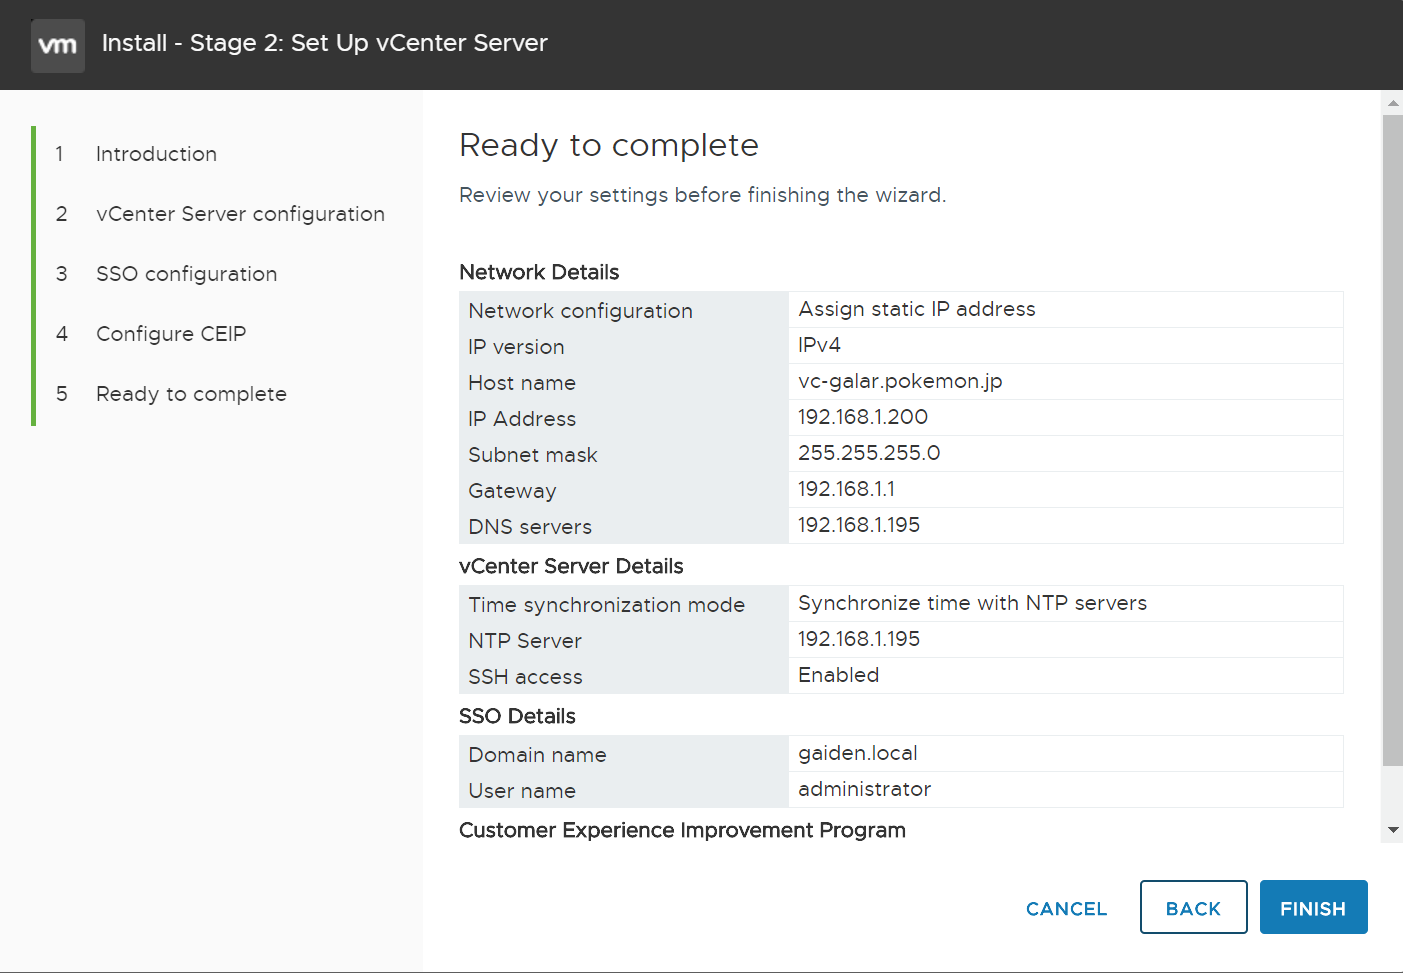 vm Install - Stage 2: Set Up vCenter Server
1 Introduction
2 vCenter Server configuration
3 SSO configuration
4 Configure CEIP
5 Ready to complete
Ready to complete
Review your settings before finishing the wizard.
Network Details
Network configuration Assign static IP address
IP version IPv4
Host name vc-galar.pokemon.jp
IP Address 192.168.1.200
Subnet mask 255.255.255.0
Gateway 192.168.1.1
DNS servers 192.168.1.195
vCenter Server Details
Time synchronization mode Synchronize time with NTP servers
NTP Server 192.168.1.195
SSH access Enabled
SSO Details
Domain name gaiden.local
User name administrator
Customer Experience Improvement Program
CANCEL BACK FINISH